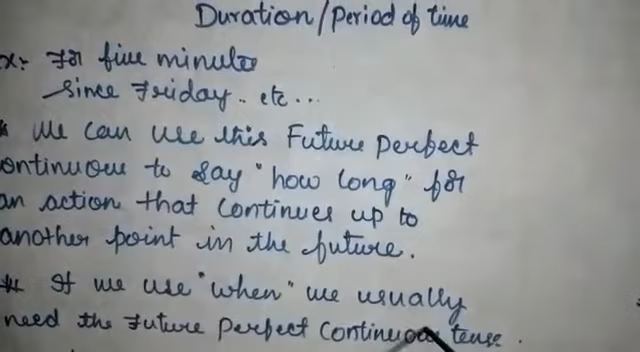 Duration/Period of time
x:- For five minutes
Since Friday.. etc...
* We can use this Future Perfect
ontinuous to say "how long" for
an action that continues up to
another point in the future.
* If we use "when" we usually
need the Future Perfect Continuous tense.